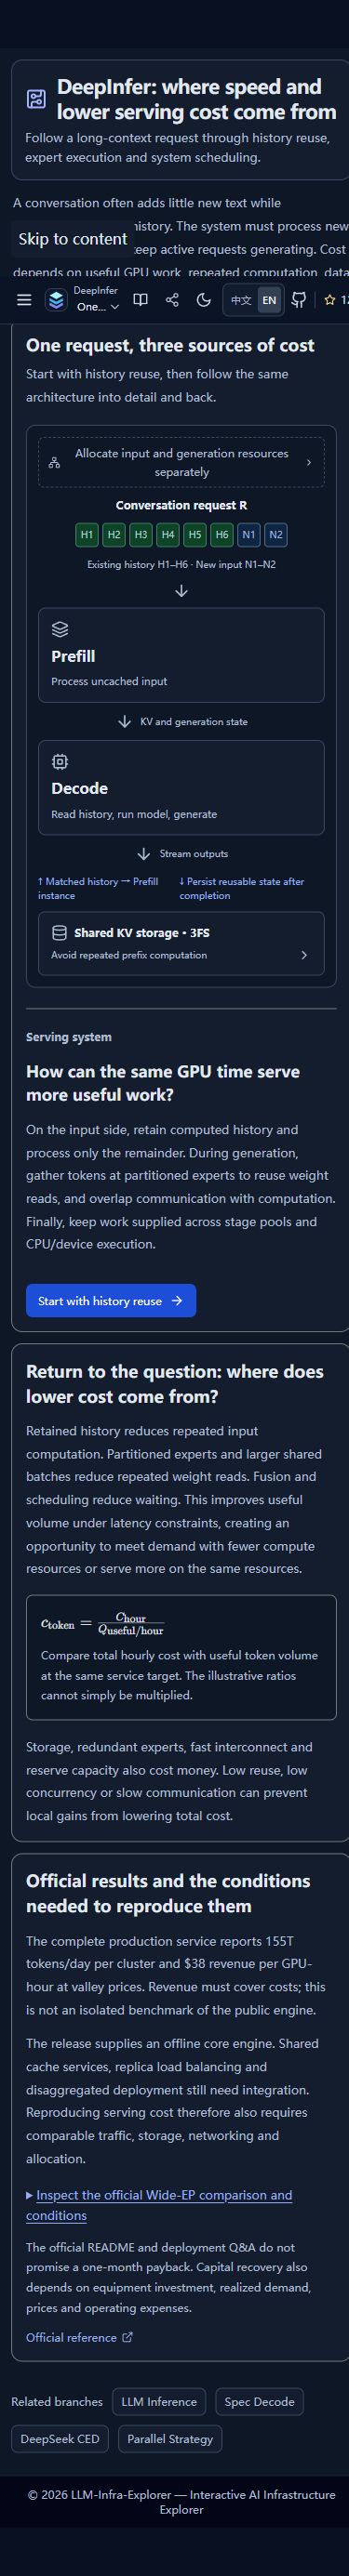 DeepInfer: where speed and
lower serving cost come from
Follow a long-context request through history reuse,
expert execution and system scheduling.
A conversation often adds little new text while
history. The system must process new
Skip to content
keep active requests generating. Cost
depends on useful GPU work, repeated computation, data
DeepInfer
One...
中文
EN
One request, three sources of cost
Start with history reuse, then follow the same
architecture into detail and back.
Allocate input and generation resources
separately
Conversation request R
H1 H2 H3 H4 H5 H6 N1 N2
Existing history H1–H6 · New input N1–N2
Prefill
Process uncached input
KV and generation state
Decode
Read history, run model, generate
Stream outputs
↑ Matched history → Prefill
instance
↓ Persist reusable state after
completion
Shared KV storage • 3FS
Avoid repeated prefix computation
Serving system
How can the same GPU time serve
more useful work?
On the input side, retain computed history and
process only the remainder. During generation,
gather tokens at partitioned experts to reuse weight
reads, and overlap communication with computation.
Finally, keep work supplied across stage pools and
CPU/device execution.
Start with history reuse →
Return to the question: where does
lower cost come from?
Retained history reduces repeated input
computation. Partitioned experts and larger shared
batches reduce repeated weight reads. Fusion and
scheduling reduce waiting. This improves useful
volume under latency constraints, creating an
opportunity to meet demand with fewer compute
resources or serve more on the same resources.
c_token = C_hour / Q_useful/hour
Compare total hourly cost with useful token volume
at the same service target. The illustrative ratios
cannot simply be multiplied.
Storage, redundant experts, fast interconnect and
reserve capacity also cost money. Low reuse, low
concurrency or slow communication can prevent
local gains from lowering total cost.
Official results and the conditions
needed to reproduce them
The complete production service reports 155T
tokens/day per cluster and $38 revenue per GPU-
hour at valley prices. Revenue must cover costs; this
is not an isolated benchmark of the public engine.
The release supplies an offline core engine. Shared
cache services, replica load balancing and
disaggregated deployment still need integration.
Reproducing serving cost therefore also requires
comparable traffic, storage, networking and
allocation.
▶ Inspect the official Wide-EP comparison and
conditions
The official README and deployment Q&A do not
promise a one-month payback. Capital recovery also
depends on equipment investment, realized demand,
prices and operating expenses.
Official reference
Related branches
LLM Inference
Spec Decode
DeepSeek CED
Parallel Strategy
© 2026 LLM-Infra-Explorer — Interactive AI Infrastructure
Explorer